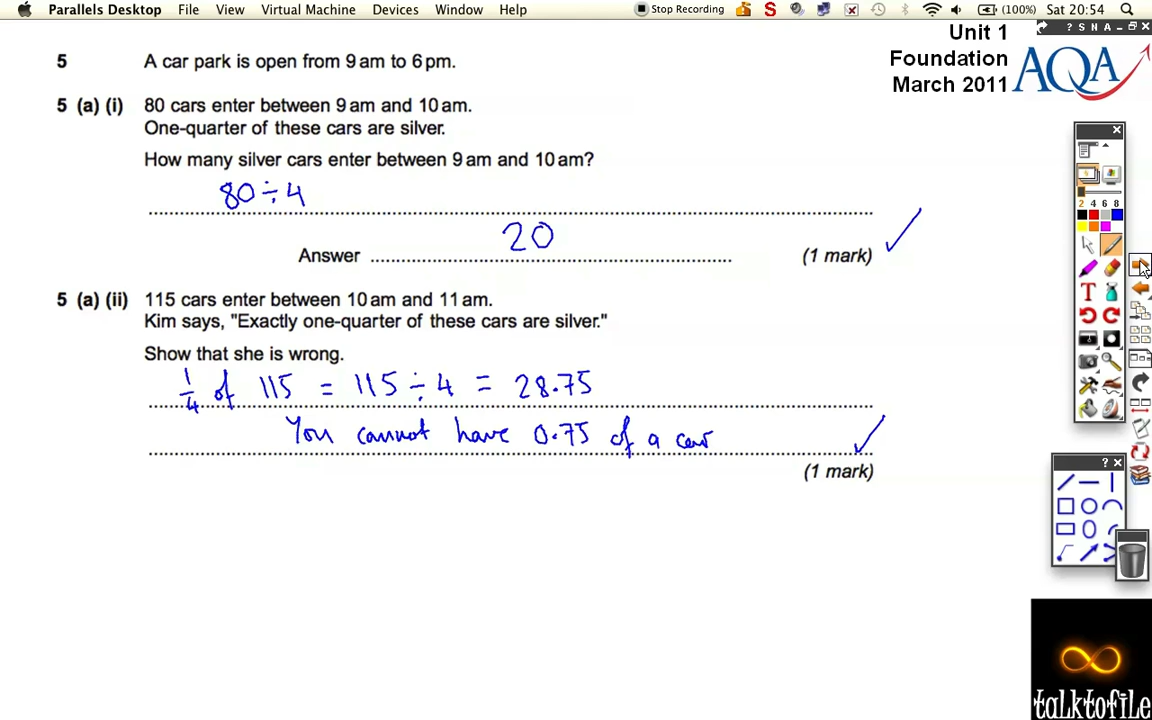 Parallels Desktop File View Virtual Machine Devices Window Help Stop Recording S (100%) Sat 20:54
? S N A
Unit 1
Foundation
March 2011
AQA
5 A car park is open from 9 am to 6 pm.
5 (a) (i) 80 cars enter between 9 am and 10 am.
One-quarter of these cars are silver.
How many silver cars enter between 9 am and 10 am?
80 ÷ 4
20
Answer (1 mark)
5 (a) (ii) 115 cars enter between 10 am and 11 am.
Kim says, "Exactly one-quarter of these cars are silver."
Show that she is wrong.
1/4 of 115 = 115 ÷ 4 = 28.75
You cannot have 0.75 of a car
(1 mark)
2 4 6 8
T
?
talktofile